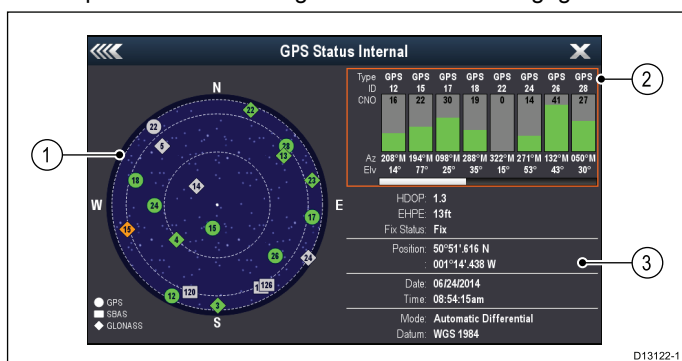 GPS Status Internal
Type GPS GPS GPS GPS GPS GPS GPS GPS
ID 12 15 17 18 22 24 26 28
CNO 16 22 30 19 0 14 41 27
Az 208°M 194°M 098°M 288°M 322°M 271°M 132°M 050°M
Elv 14° 77° 25° 35° 15° 53° 43° 30°
HDOP: 1.3
EHPE: 13ft
Fix Status: Fix
Position: 50°51'.616 N
: 001°14'.438 W
Date: 06/24/2014
Time: 08:54:15am
Mode: Automatic Differential
Datum: WGS 1984
N
22
22
5
28
13
18
14
23
W
E
24
17
15
15
4
26
24
12
120
126
3
S
GPS
SBAS
GLONASS
1
2
3
D13122-1